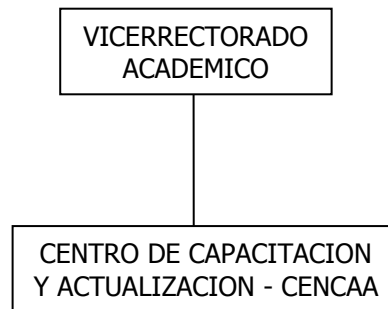 VICERRECTORADO
ACADEMICO
CENTRO DE CAPACITACION
Y ACTUALIZACION - CENCAA